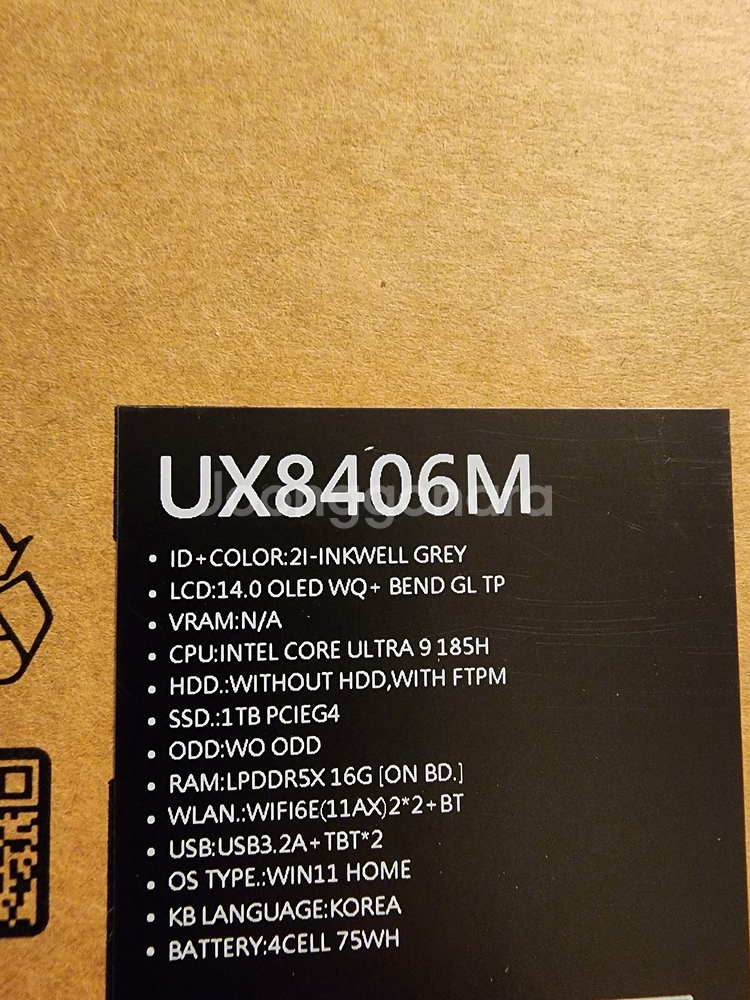 UX8406M
Joonggonara
• ID+COLOR:2I-INKWELL GREY
• LCD:14.0 OLED WQ+ BEND GL TP
• VRAM:N/A
• CPU:INTEL CORE ULTRA 9 185H
• HDD.:WITHOUT HDD,WITH FTPM
• SSD.:1TB PCIEG4
• ODD:WO ODD
• RAM:LPDDR5X 16G [ON BD.]
• WLAN.:WIFI6E(11AX)2*2+BT
• USB:USB3.2A+TBT*2
• OS TYPE.:WIN11 HOME
• KB LANGUAGE:KOREA
• BATTERY:4CELL 75WH